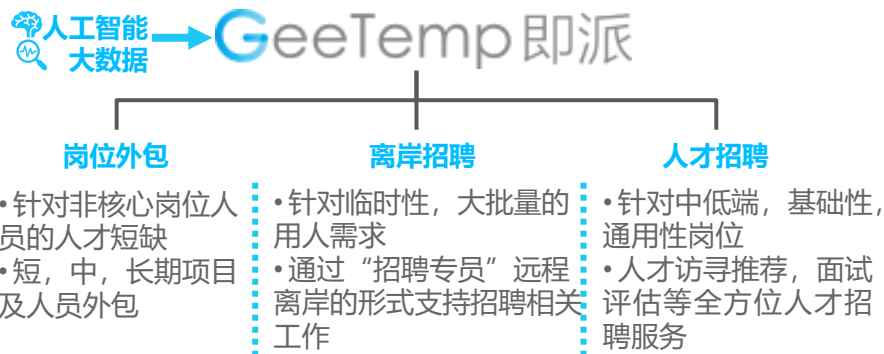 人工智能
大数据
GeeTemp即派
岗位外包
离岸招聘
人才招聘
•针对非核心岗位人
员的人才短缺
•短，中，长期项目
及人员外包
•针对临时性，大批量的
用人需求
•通过“招聘专员”远程
离岸的形式支持招聘相关
工作
•针对中低端，基础性，
通用性岗位
•人才访寻推荐，面试
评估等全方位人才招
聘服务